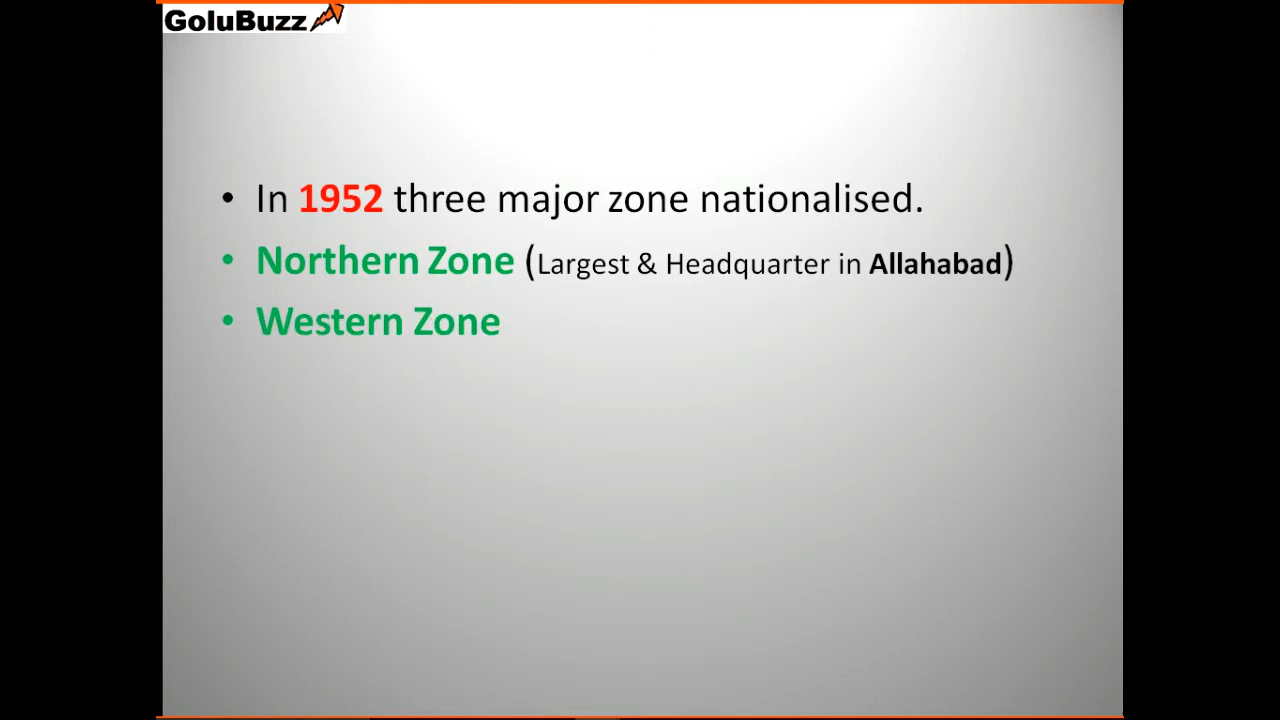 GoluBuzz
• In 1952 three major zone nationalised.
• Northern Zone (Largest & Headquarter in Allahabad)
• Western Zone